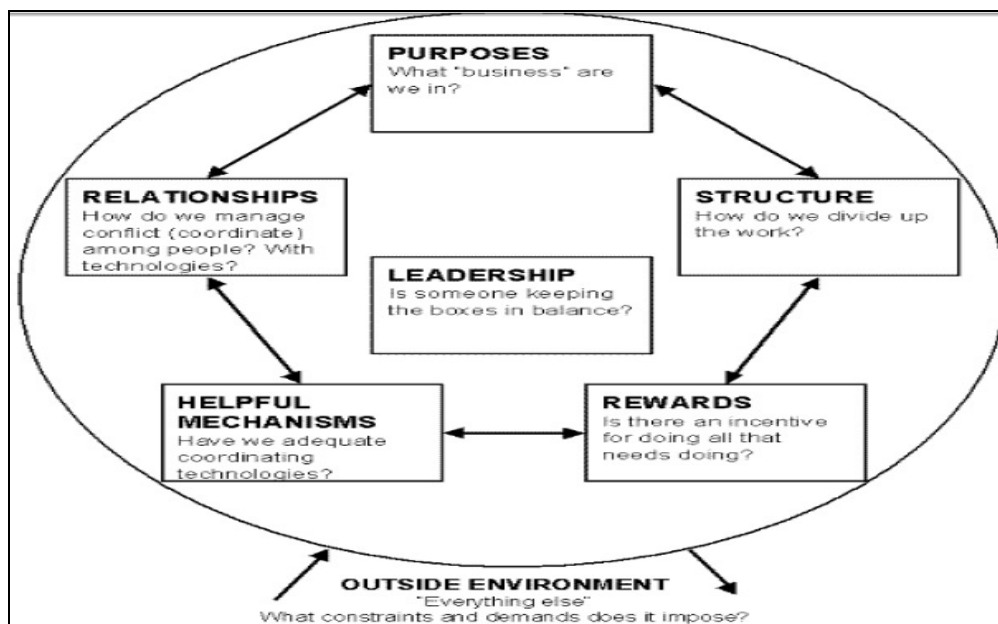 PURPOSES
What "business" are
we in?
RELATIONSHIPS
How do we manage
conflict (coordinate)
among people? With
technologies?
STRUCTURE
How do we divide up
the work?
LEADERSHIP
Is someone keeping
the boxes in balance?
HELPFUL
MECHANISMS
Have we adequate
coordinating
technologies?
REWARDS
Is there an incentive
for doing all that
needs doing?
OUTSIDE ENVIRONMENT
"Everything else"
What constraints and demands does it impose?